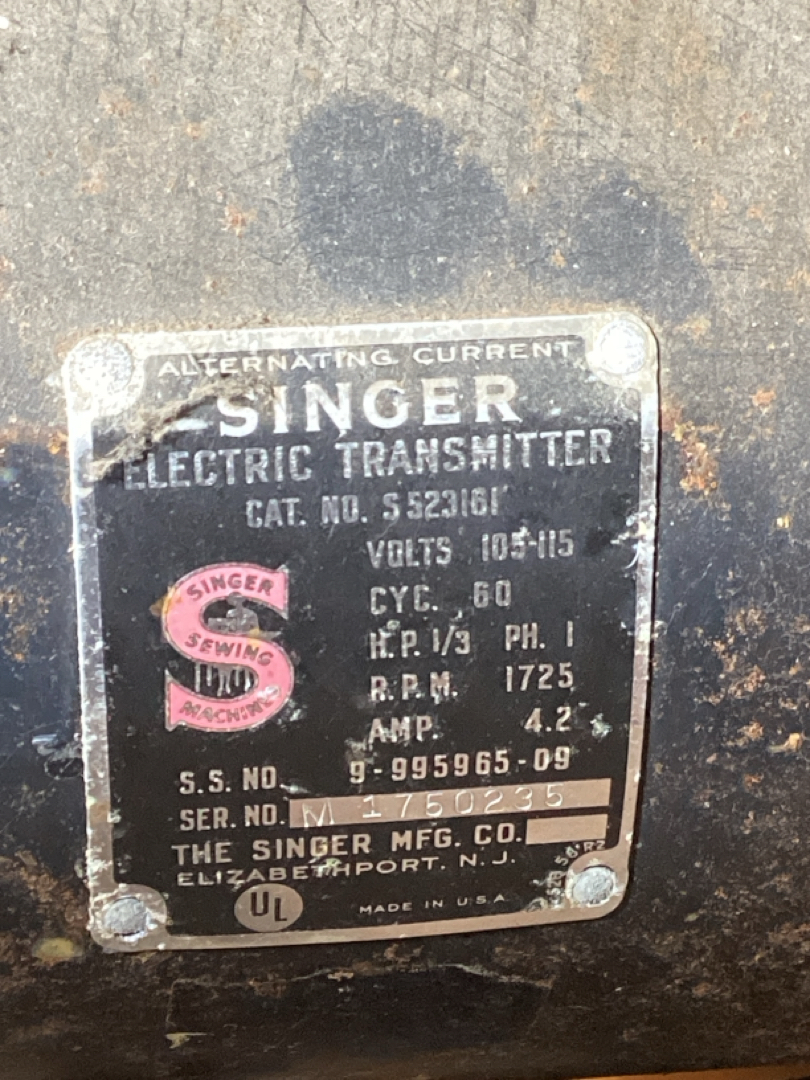 ALTERNATING CURRENT
SINGER
ELECTRIC TRANSMITTER
CAT. NO. S523161
VOLTS 105-115
CYC. 60
H.P. 1/3 PH. 1
R.P.M. 1725
AMP. 4.2
SINGER
SEWING
MACHINES
S.S. NO. 9-995965-09
SER. NO. M 1750235
THE SINGER MFG. CO.
ELIZABETHPORT, N. J.
UL MADE IN U.S.A